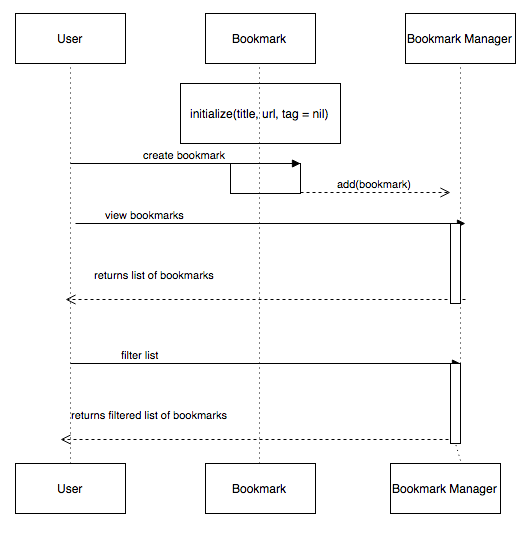 User
Bookmark
Bookmark Manager
initialize(title, url, tag = nil)
create bookmark
add(bookmark)
view bookmarks
returns list of bookmarks
filter list
returns filtered list of bookmarks
User
Bookmark
Bookmark Manager